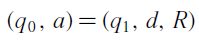 (q₀, a) = (q₁, d, R)